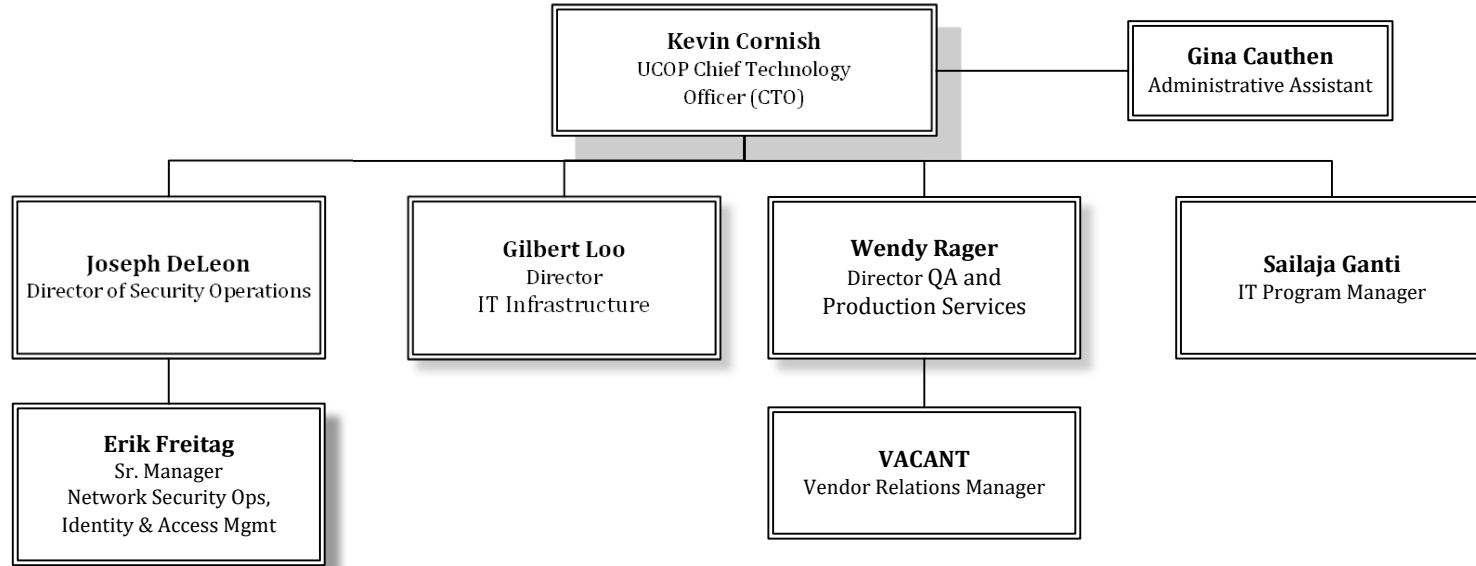 Kevin Cornish
UCOP Chief Technology
Officer (CTO)
Gina Cauthen
Administrative Assistant
Joseph DeLeon
Director of Security Operations
Gilbert Loo
Director
IT Infrastructure
Wendy Rager
Director QA and
Production Services
Sailaja Ganti
IT Program Manager
Erik Freitag
Sr. Manager
Network Security Ops,
Identity & Access Mgmt
VACANT
Vendor Relations Manager